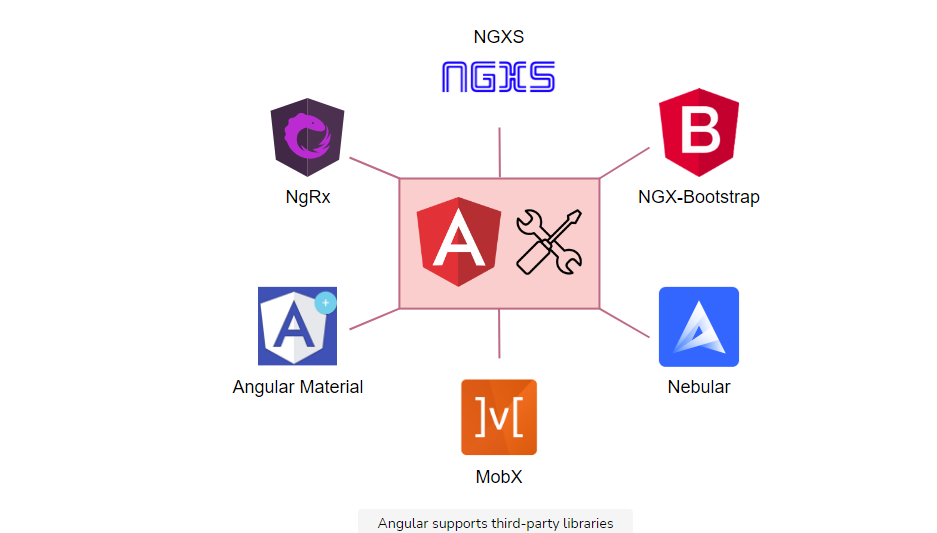 NGXS
NGXS
NgRx
B
NGX-Bootstrap
A
A
Angular Material
Nebular
]v[
MobX
Angular supports third-party libraries